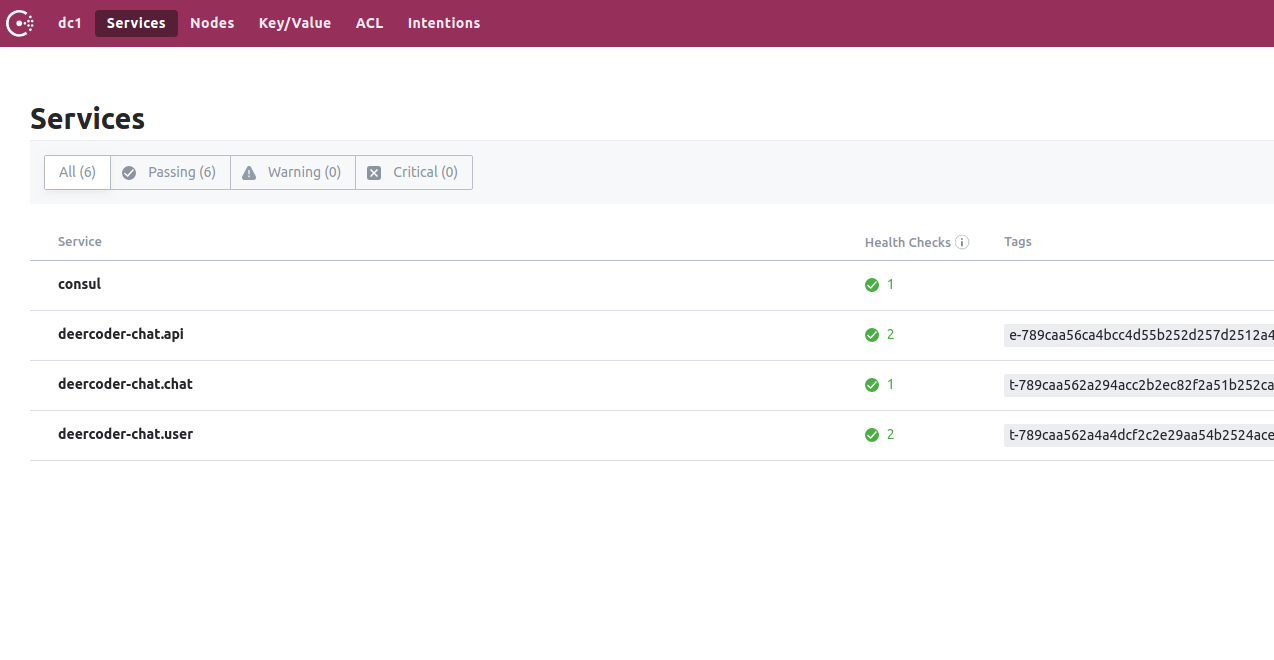 dc1 Services Nodes Key/Value ACL Intentions
Services
All (6) Passing (6) Warning (0) Critical (0)
Service Health Checks Tags
consul 1
deercoder-chat.api 2 e-789caa56ca4bcc4d55b252d257d2512a4
deercoder-chat.chat 1 t-789caa562a294acc2b2ec82f2a51b252ca
deercoder-chat.user 2 t-789caa562a4a4dcf2c2e29aa54b2524ace